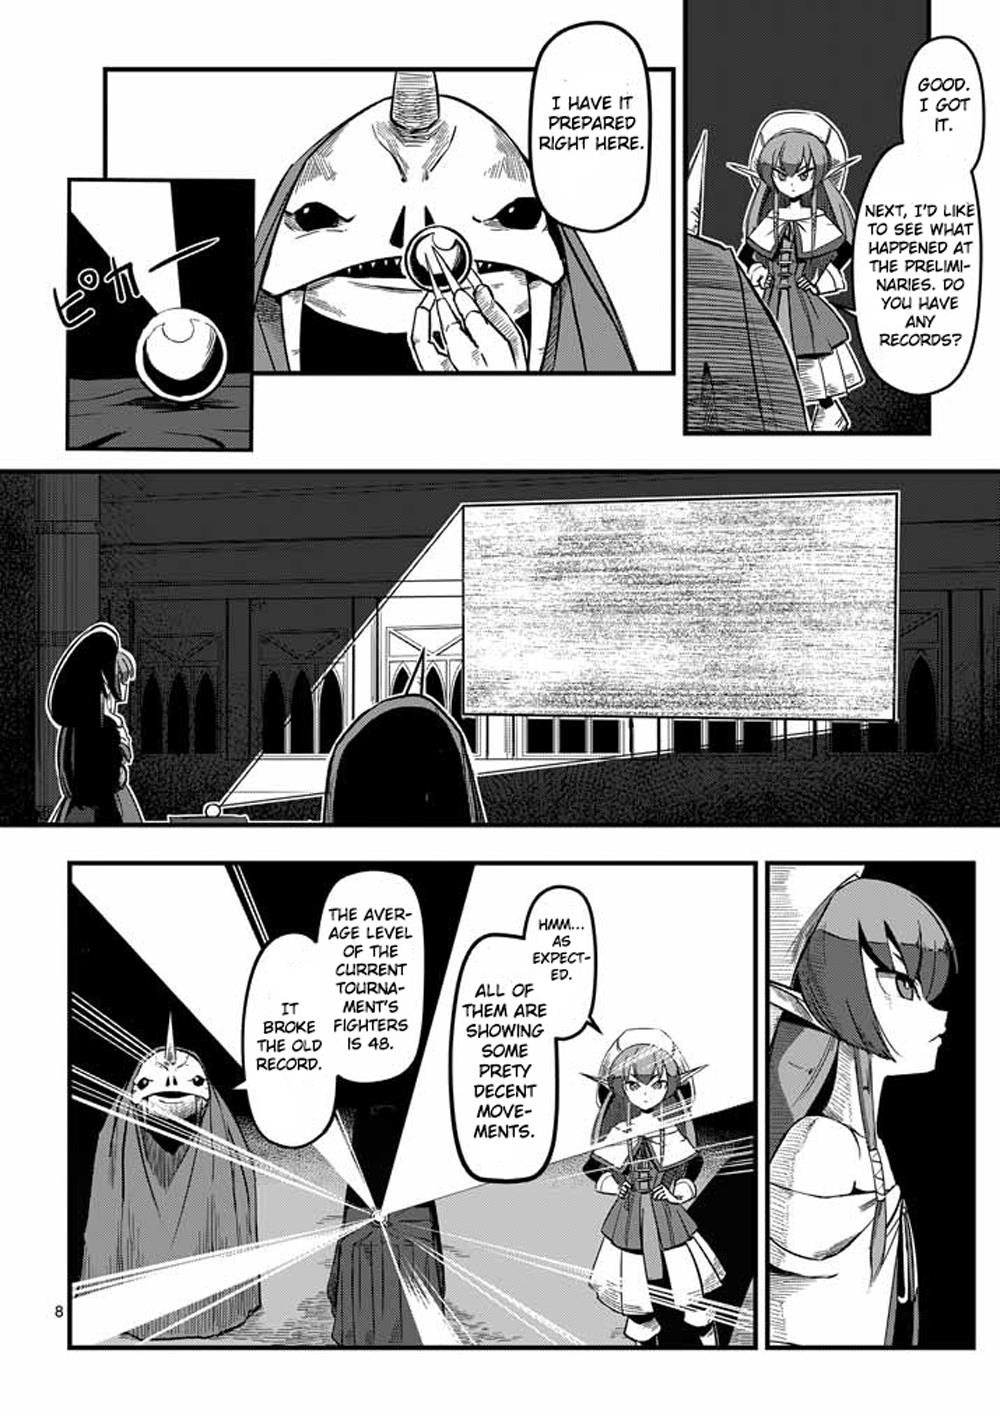 GOOD.
I GOT
IT.
NEXT, I'D LIKE
TO SEE WHAT
HAPPENED AT
THE PRELIMI-
NARIES. DO
YOU HAVE
ANY
RECORDS?
I HAVE IT
PREPARED
RIGHT HERE.
ピカー
HMM...
AS
EXPECT-
ED.
ALL OF
THEM ARE
SHOWING
SOME
PRETY
DECENT
MOVE-
MENTS.
THE AVER-
AGE LEVEL
OF THE
CURRENT
TOURNA-
MENT'S
FIGHTERS
IS 48.
IT
BROKE
THE OLD
RECORD.
8